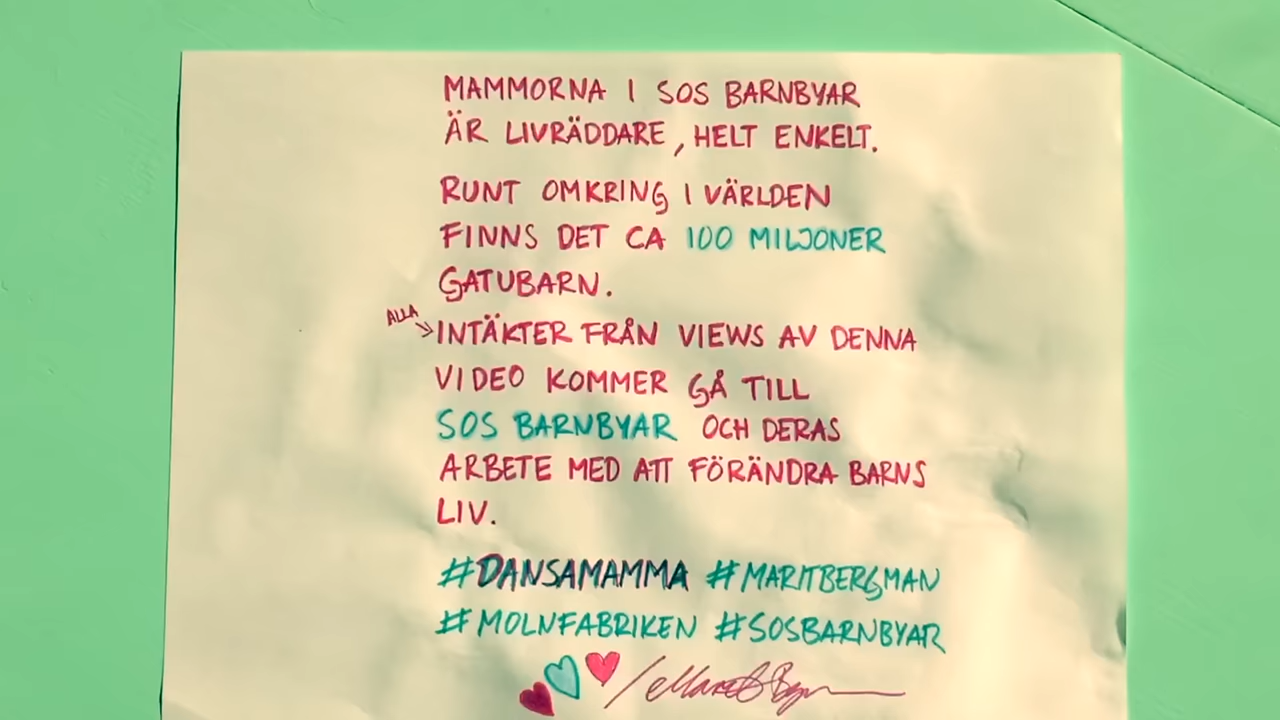 MAMMORNA I SOS BARNBYAR
ÄR LIVRÄDDARE, HELT ENKELT.
RUNT OMKRING I VÄRLDEN
FINNS DET CA 100 MILJONER
GATUBARN.
ALLA
INTÄKTER FRÅN VIEWS AV DENNA
VIDEO KOMMER GÅ TILL
SOS BARNBYAR OCH DERAS
ARBETE MED ATT FÖRÄNDRA BARNS
LIV.
#DANSAMAMMA #MARITBERGMAN
#MOLNFABRIKEN #SOSBARNBYAR